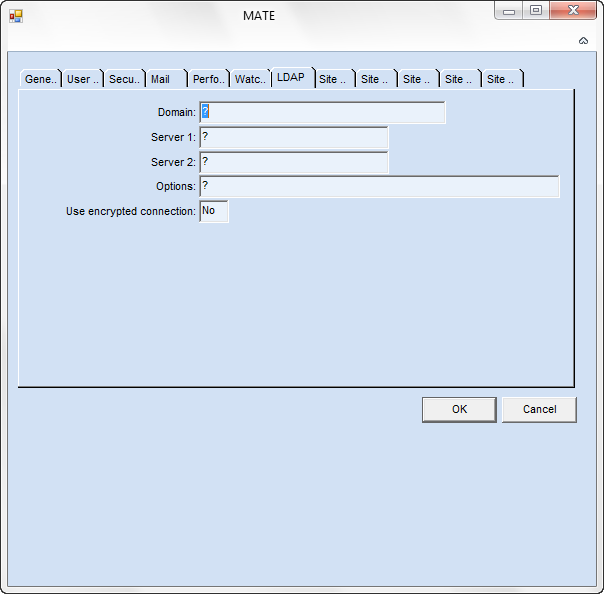 MATE
Gene.. User .. Secu.. Mail Perfo.. Watc.. LDAP Site .. Site .. Site .. Site .. Site ..
Domain: ?
Server 1: ?
Server 2: ?
Options: ?
Use encrypted connection: No
OK Cancel